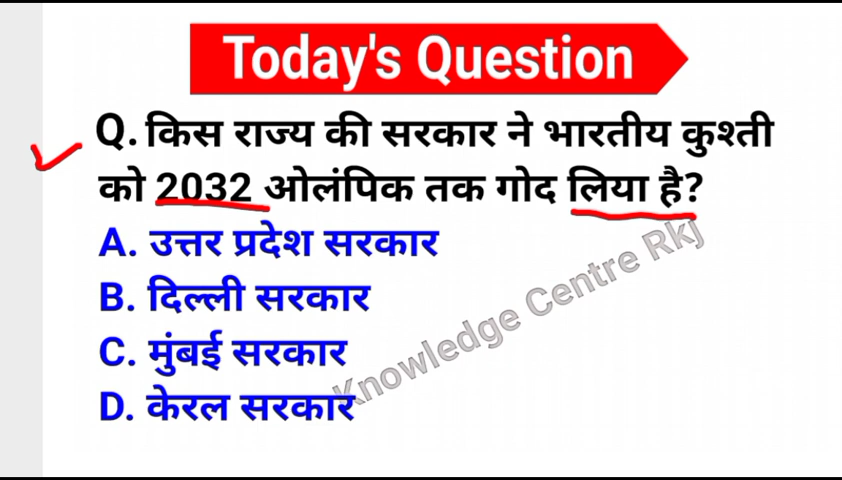 Today's Question
Q. किस राज्य की सरकार ने भारतीय कुश्ती
को 2032 ओलंपिक तक गोद लिया है?
A. उत्तर प्रदेश सरकार
B. दिल्ली सरकार
C. मुंबई सरकार
D. केरल सरकार
Knowledge Centre Rkj